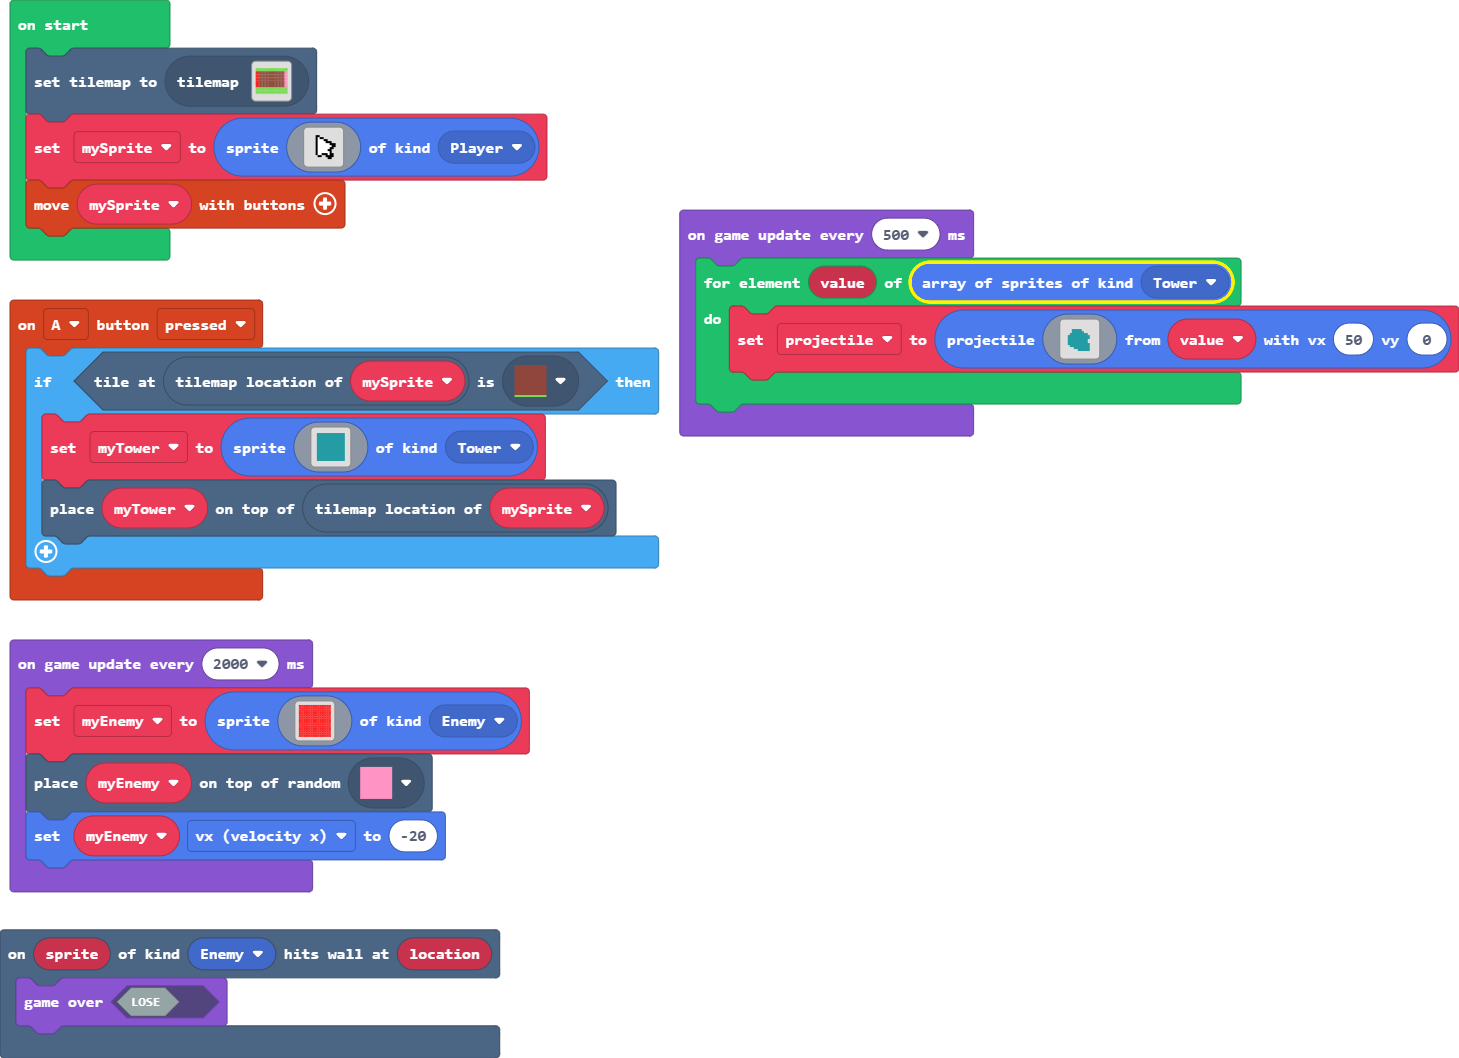 on start
set tilemap to tilemap
set mySprite to sprite of kind Player
move mySprite with buttons
on A button pressed
if tile at tilemap location of mySprite is then
set myTower to sprite of kind Tower
place myTower on top of tilemap location of mySprite
on game update every 2000 ms
set myEnemy to sprite of kind Enemy
place myEnemy on top of random
set myEnemy vx (velocity x) to -20
on sprite of kind Enemy hits wall at location
game over LOSE
on game update every 500 ms
for element value of array of sprites of kind Tower
do
set projectile to projectile from value with vx 50 vy 0